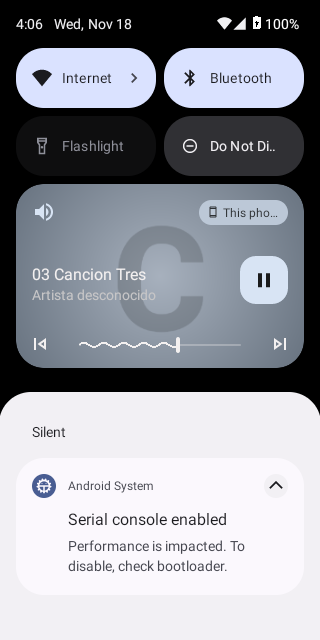 4:06 Wed, Nov 18 100%
Internet Bluetooth
Flashlight Do Not Di..
This pho...
C
03 Cancion Tres
Artista desconocido
Silent
Android System
Serial console enabled
Performance is impacted. To
disable, check bootloader.